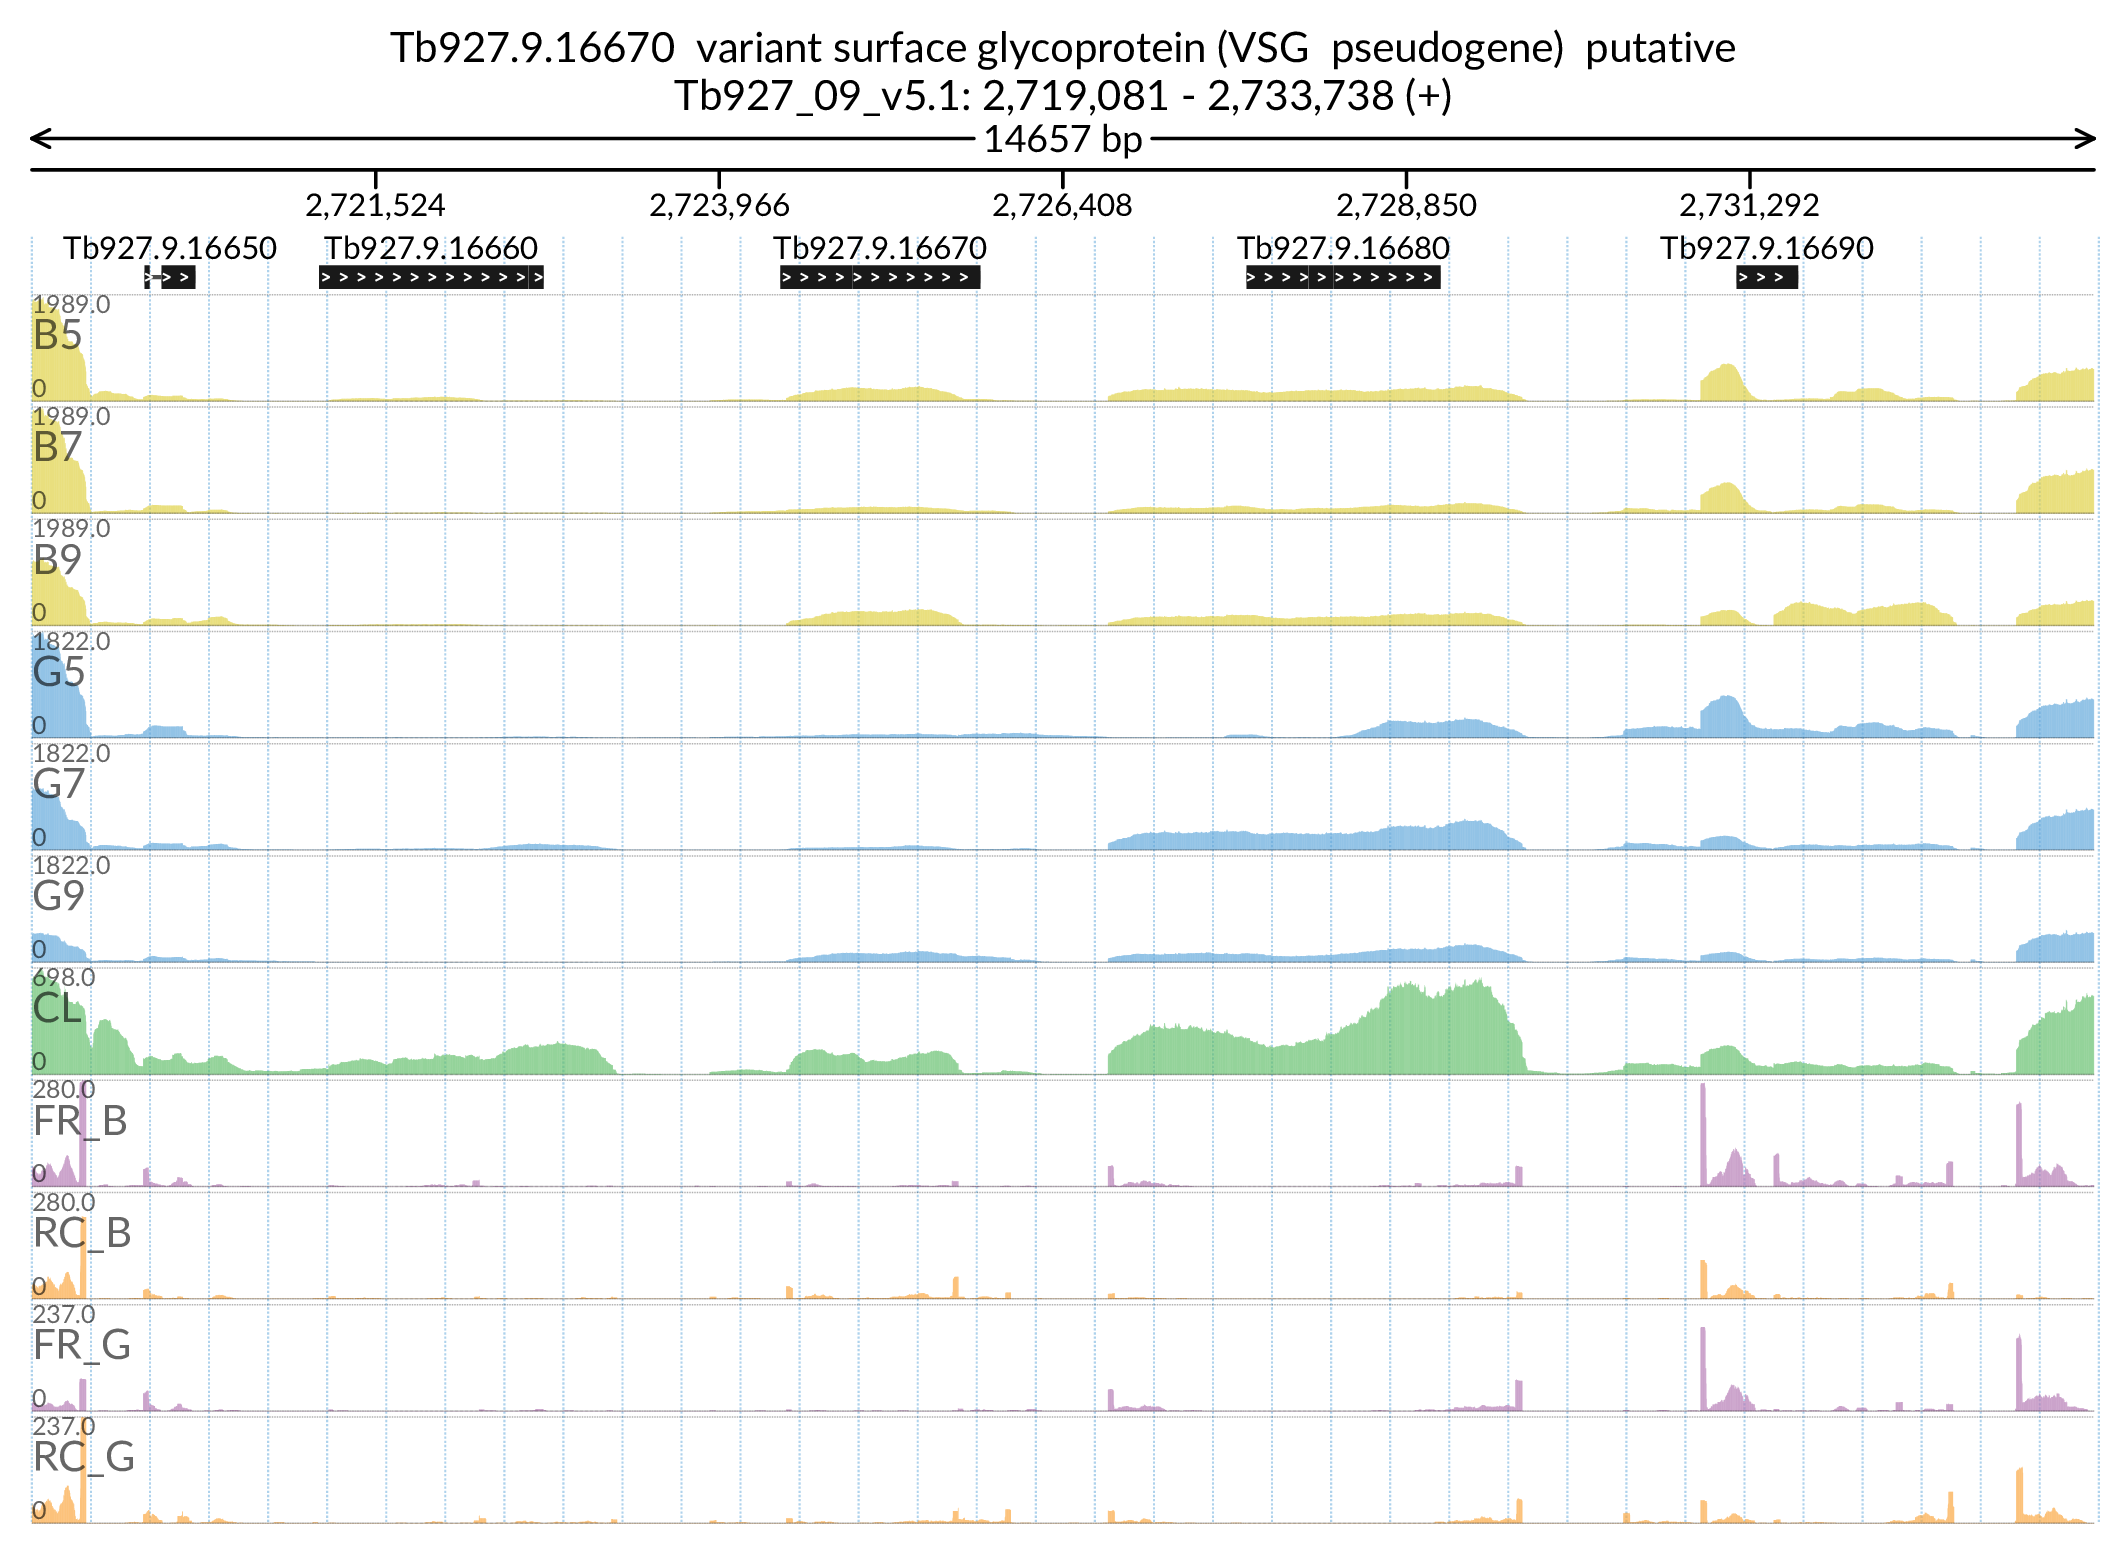 Tb927.9.16670 variant surface glycoprotein (VSG pseudogene) putative
Tb927_09_v5.1: 2,719,081 - 2,733,738 (+)
14657 bp
2,721,524 2,723,966 2,726,408 2,728,850 2,731,292
Tb927.9.16650 Tb927.9.16660 Tb927.9.16670 Tb927.9.16680 Tb927.9.16690
1989.0
B5
0
1989.0
B7
0
1989.0
B9
0
1822.0
G5
0
1822.0
G7
0
1822.0
G9
0
698.0
CL
0
280.0
FR_B
0
280.0
RC_B
0
237.0
FR_G
0
237.0
RC_G
0